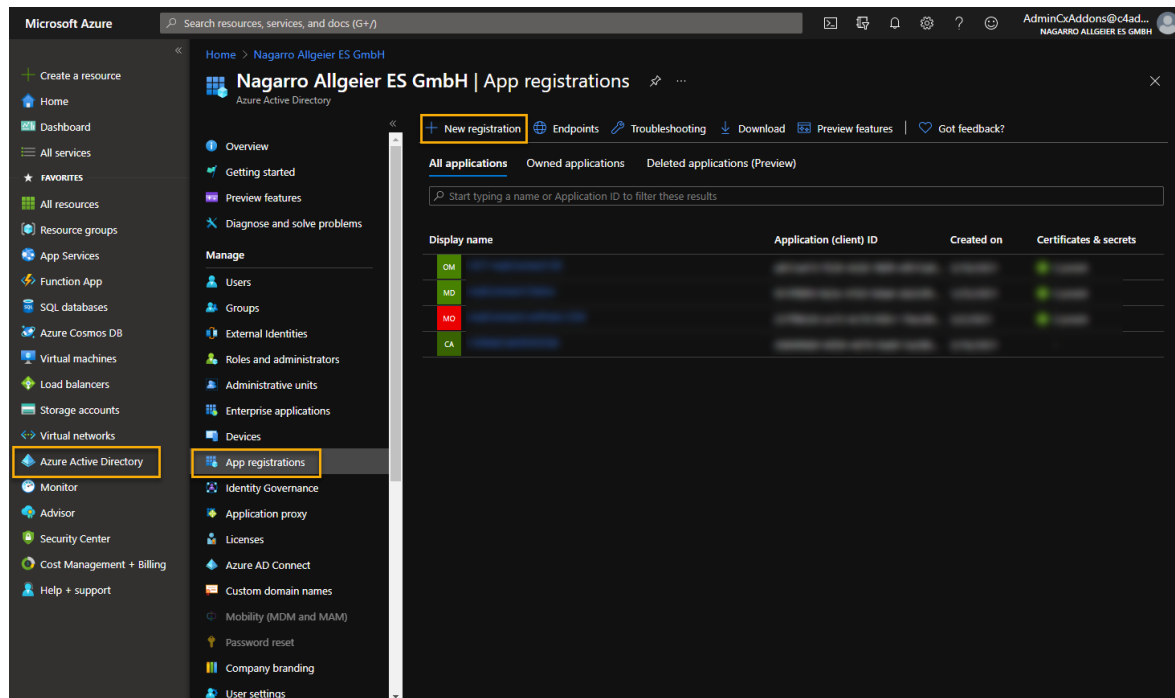 Microsoft Azure
Search resources, services, and docs (G+/)
AdminCxAddons@c4ad...
NAGARRO ALLGEIER ES GMBH
Create a resource
Home
Dashboard
All services
FAVORITES
All resources
Resource groups
App Services
Function App
SQL databases
Azure Cosmos DB
Virtual machines
Load balancers
Storage accounts
Virtual networks
Azure Active Directory
Monitor
Advisor
Security Center
Cost Management + Billing
Help + support
Home > Nagarro Allgeier ES GmbH
Nagarro Allgeier ES GmbH | App registrations
Azure Active Directory
Overview
Getting started
Preview features
Diagnose and solve problems
Manage
Users
Groups
External Identities
Roles and administrators
Administrative units
Enterprise applications
Devices
App registrations
Identity Governance
Application proxy
Licenses
Azure AD Connect
Custom domain names
Mobility (MDM and MAM)
Password reset
Company branding
User settings
New registration Endpoints Troubleshooting Download Preview features | Got feedback?
All applications Owned applications Deleted applications (Preview)
Start typing a name or Application ID to filter these results
Display name Application (client) ID Created on Certificates & secrets
OM
MD
MO
CA